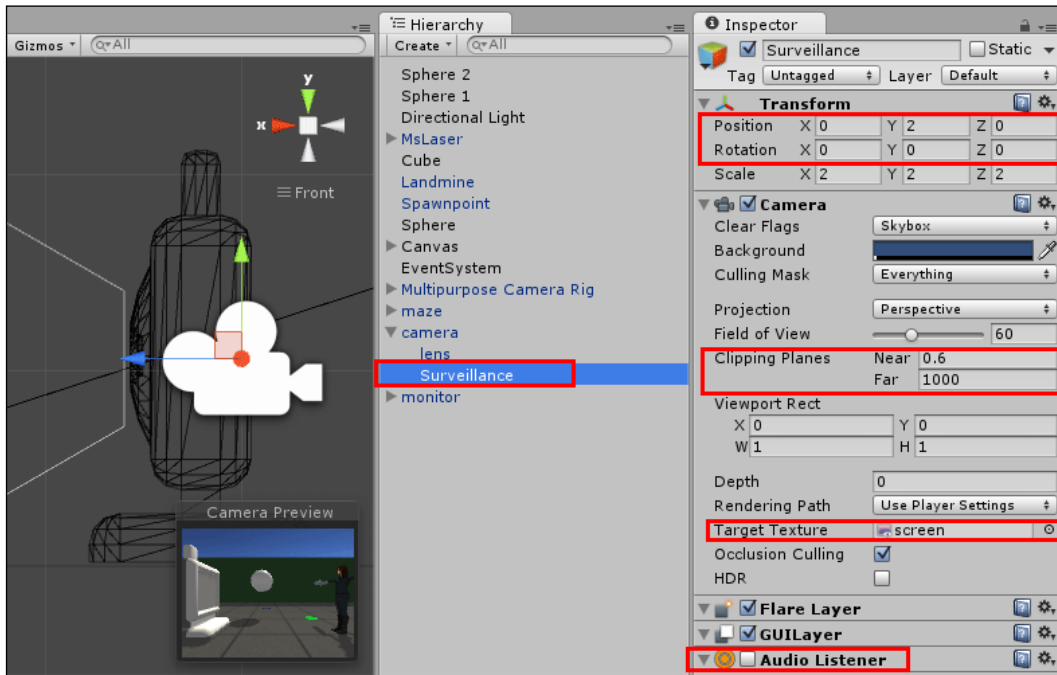 Gizmos
All
y
x
Front
Camera Preview
Hierarchy
Create
All
Sphere 2
Sphere 1
Directional Light
MsLaser
Cube
Landmine
Spawnpoint
Sphere
Canvas
EventSystem
Multipurpose Camera Rig
maze
camera
lens
Surveillance
monitor
Inspector
Surveillance Static
Tag Untagged Layer Default
Transform
Position X 0 Y 2 Z 0
Rotation X 0 Y 0 Z 0
Scale X 2 Y 2 Z 2
Camera
Clear Flags Skybox
Background
Culling Mask Everything
Projection Perspective
Field of View 60
Clipping Planes Near 0.6
Far 1000
Viewport Rect
X 0 Y 0
W 1 H 1
Depth 0
Rendering Path Use Player Settings
Target Texture screen
Occlusion Culling
HDR
Flare Layer
GUILayer
Audio Listener